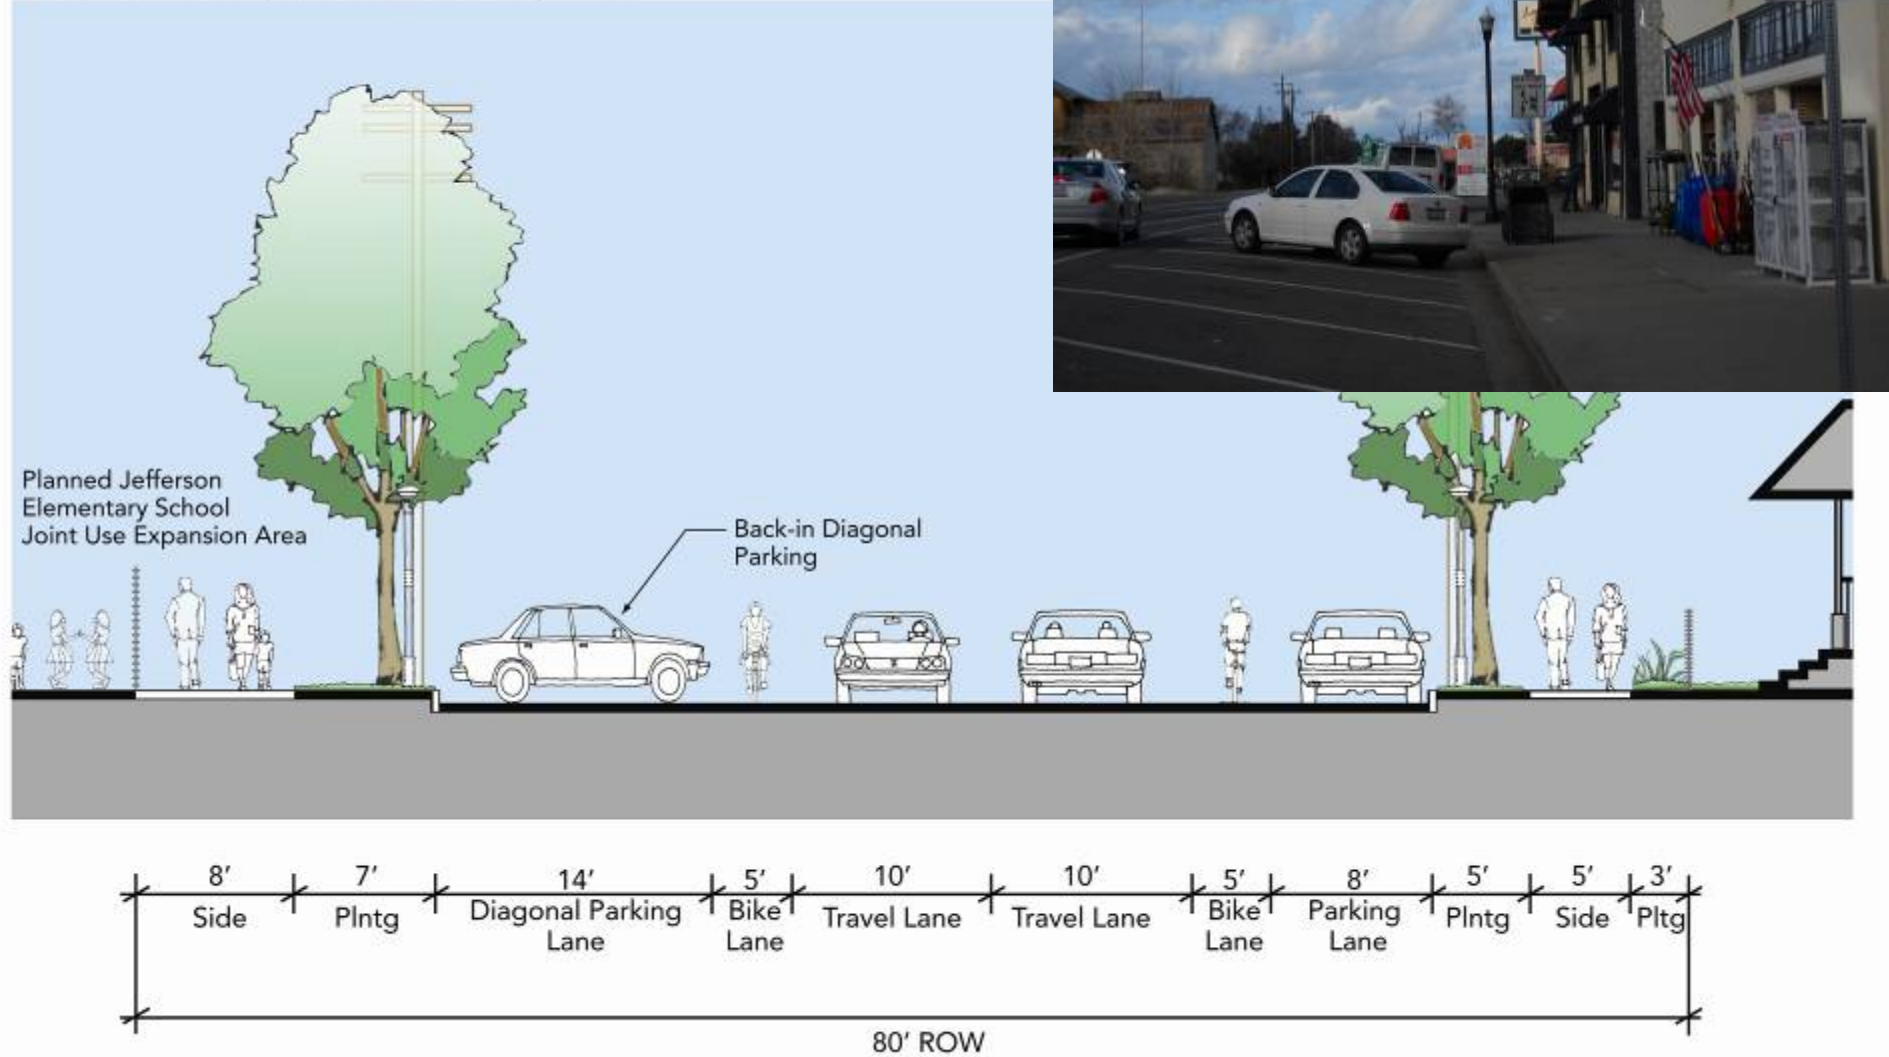 Planned Jefferson
Elementary School
Joint Use Expansion Area
Back-in Diagonal
Parking
8’ 7’ 14’ 5’ 10’ 10’ 5’ 8’ 5’ 5’ 3’
Side Plntg Diagonal Parking Bike Travel Lane Travel Lane Bike Parking Plntg Side Pltg
Lane Lane Lane Lane
80’ ROW